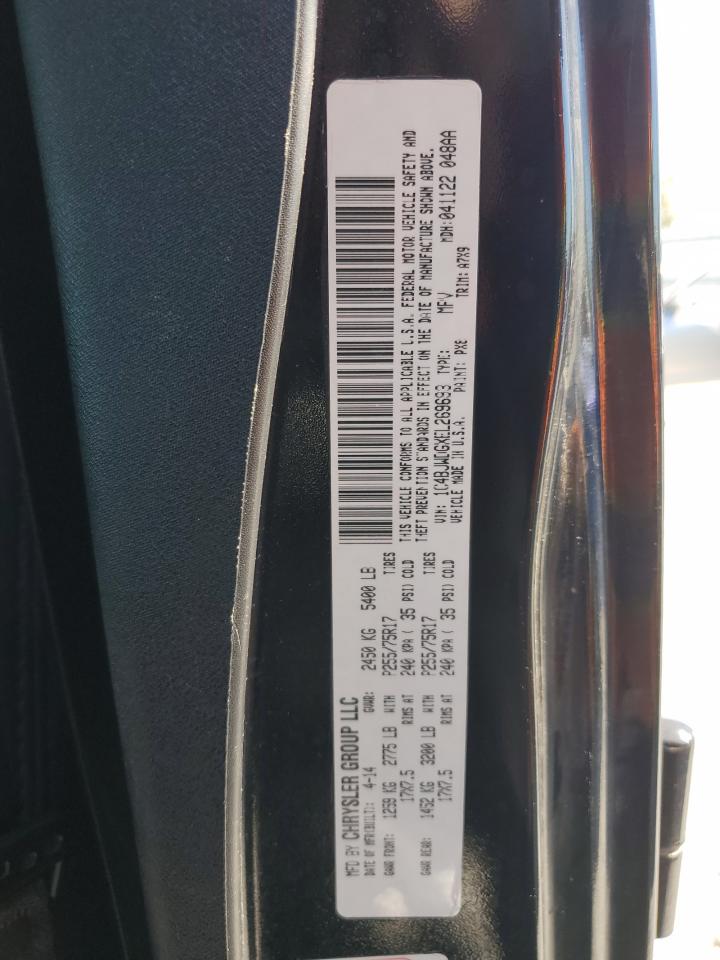 MFD BY CHRYSLER GROUP LLC
DATE OF MFR(BUILT): 4-14 GVWR: 2450 KG 5400 LB
GAWR FRONT: 1259 KG 2775 LB WITH P255/75R17 TIRES
17X7.5 RIMS AT 240 KPA ( 35 PSI) COLD
GAWR REAR: 1452 KG 3200 LB WITH P255/75R17 TIRES
17X7.5 RIMS AT 240 KPA ( 35 PSI) COLD
THIS VEHICLE CONFORMS TO ALL APPLICABLE U.S.A. FEDERAL MOTOR VEHICLE SAFETY AND
THEFT PREVENTION STANDARDS IN EFFECT ON THE DATE OF MANUFACTURE SHOWN ABOVE.
VIN: 1C4BJWDGXEL269693 TYPE: MPV MDH:041122 048AA
VEHICLE MADE IN U.S.A. PAINT: PX8 TRIM: A7X9